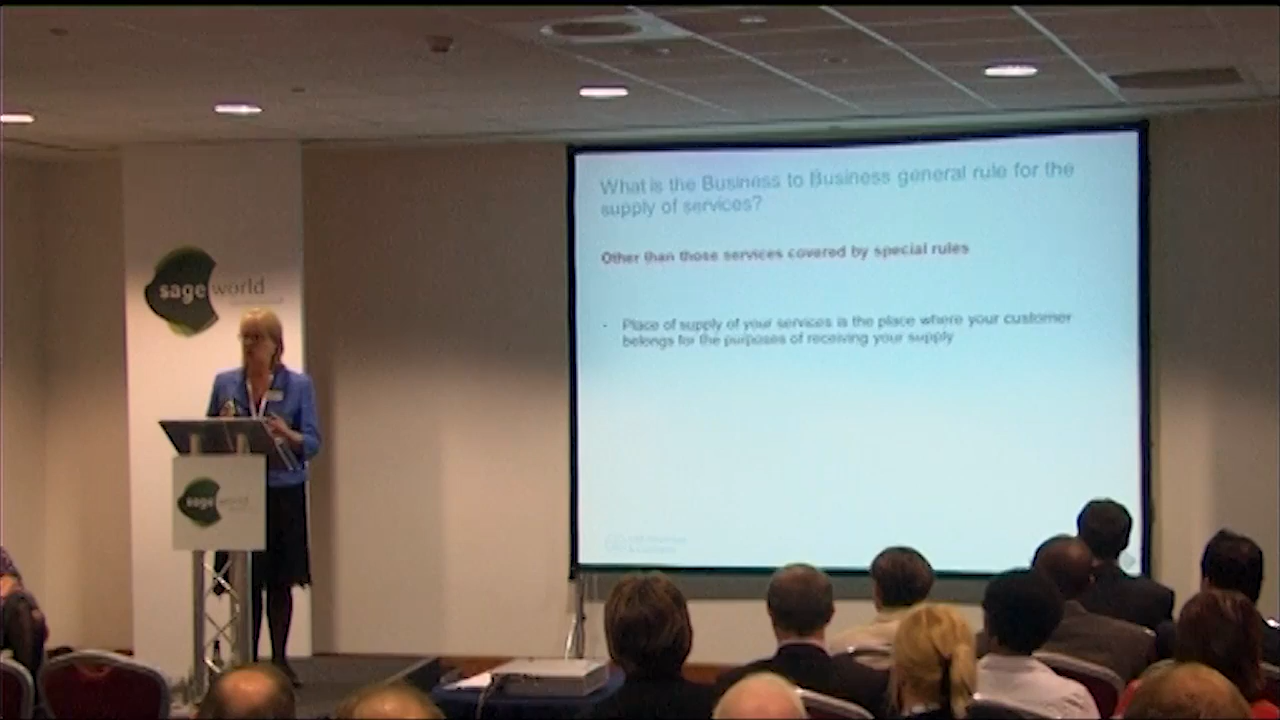 What is the Business to Business general rule for the
supply of services?
Other than those services covered by special rules
- Place of supply of your services is the place where your customer
belongs for the purposes of receiving your supply
sage world
sage world